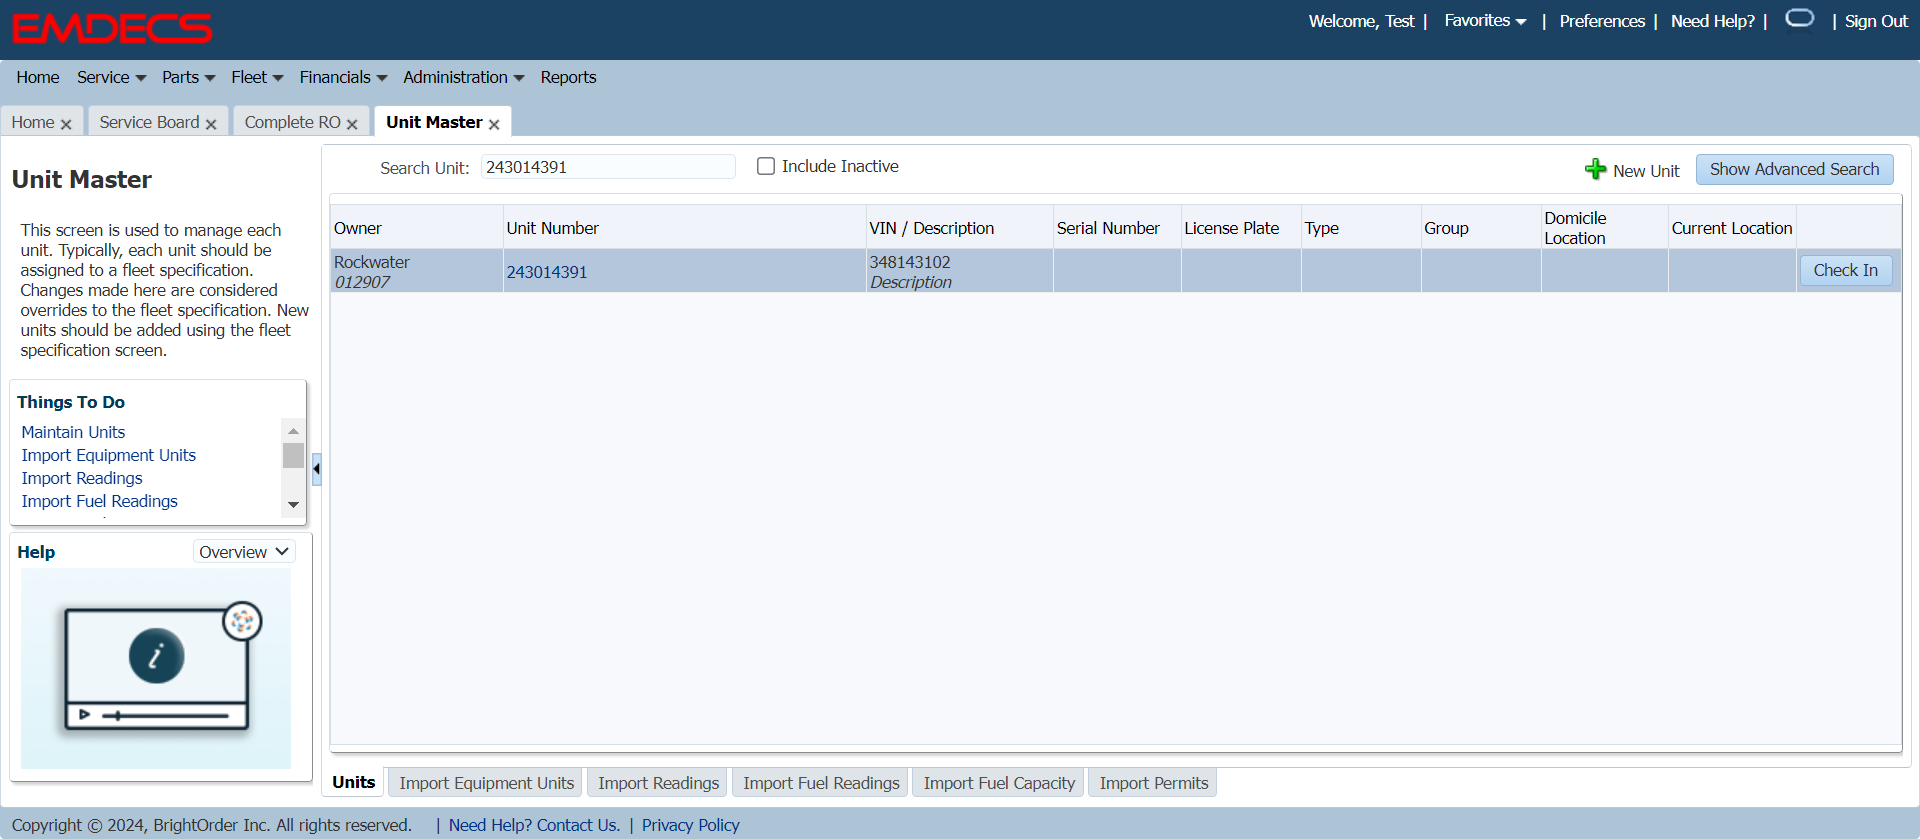 EMDECS
Welcome, Test | Favorites | Preferences | Need Help? | | Sign Out
Home Service Parts Fleet Financials Administration Reports
Home Service Board Complete RO Unit Master
Unit Master
This screen is used to manage each
unit. Typically, each unit should be
assigned to a fleet specification.
Changes made here are considered
overrides to the fleet specification. New
units should be added using the fleet
specification screen.
Things To Do
Maintain Units
Import Equipment Units
Import Readings
Import Fuel Readings
Help Overview
i
Search Unit: 243014391 Include Inactive New Unit Show Advanced Search
Owner Unit Number VIN / Description Serial Number License Plate Type Group Domicile Location Current Location
Rockwater 243014391 348143102 Check In
012907 Description
Units Import Equipment Units Import Readings Import Fuel Readings Import Fuel Capacity Import Permits
Copyright © 2024, BrightOrder Inc. All rights reserved. | Need Help? Contact Us. | Privacy Policy